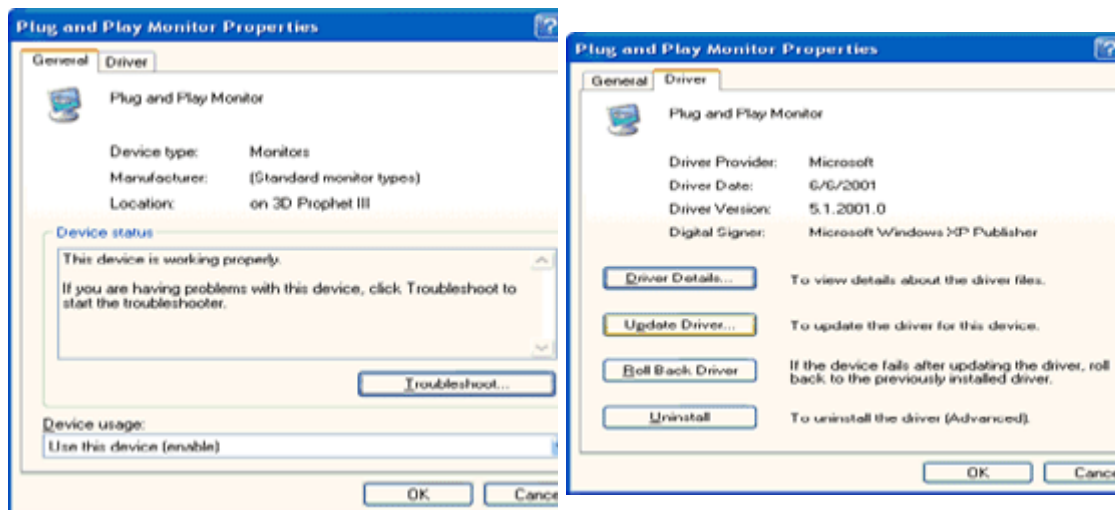 Plug and Play Monitor Properties
General Driver
Plug and Play Monitor
Device type: Monitors
Manufacturer: (Standard monitor types)
Location: on 3D Prophet III
Device status
This device is working properly.
If you are having problems with this device, click Troubleshoot to
start the troubleshooter.
Troubleshoot...
Device usage:
Use this device (enable)
OK Cance
Plug and Play Monitor Properties
General Driver
Plug and Play Monitor
Driver Provider: Microsoft
Driver Date: 6/6/2001
Driver Version: 5.1.2001.0
Digital Signer: Microsoft Windows XP Publisher
Driver Details... To view details about the driver files.
Update Driver... To update the driver for this device.
Roll Back Driver If the device fails after updating the driver, roll
back to the previously installed driver.
Uninstall To uninstall the driver (Advanced).
OK Cance